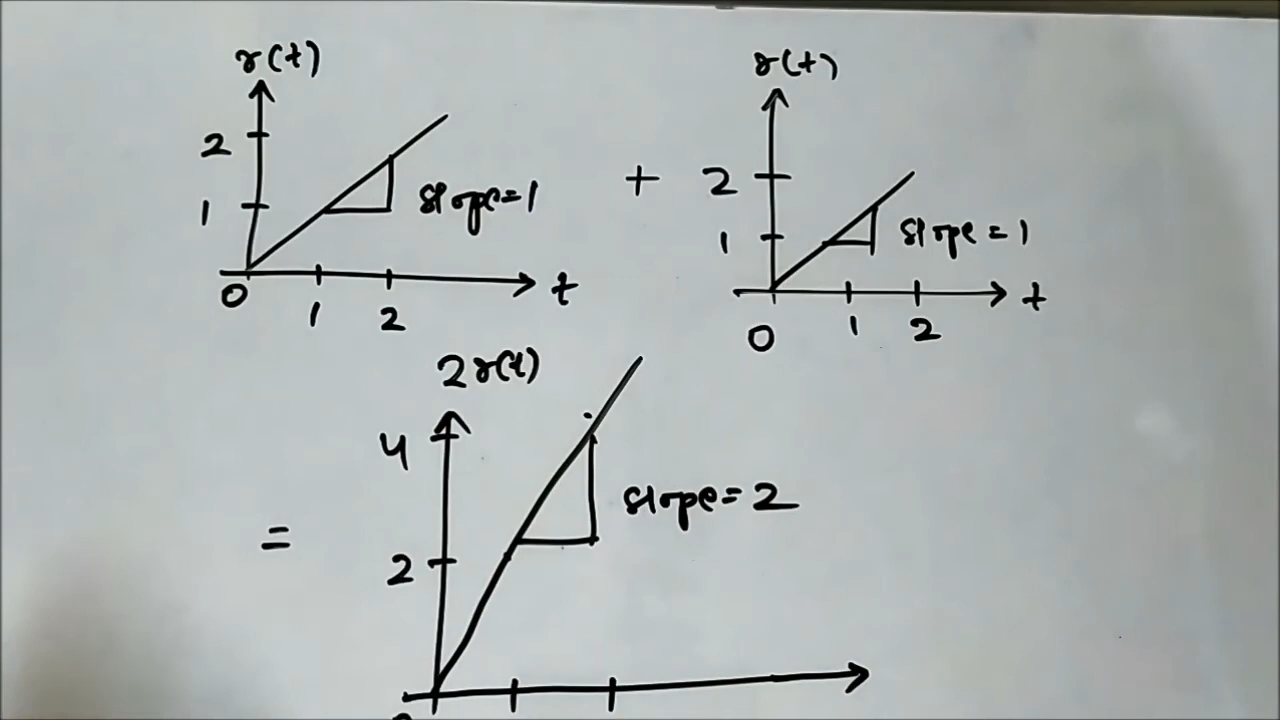 r(t)
2
1
slope=1
0
1
2
t
+
r(t)
2
1
slope=1
0
1
2
t
=
2r(t)
4
2
slope=2